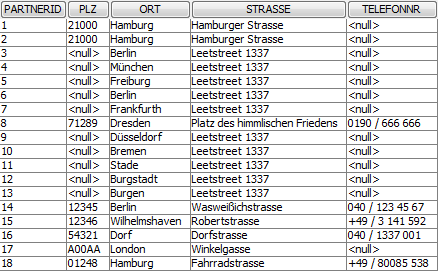 PARTNERID PLZ ORT STRASSE TELEFONNR
1 21000 Hamburg Hamburger Strasse <null>
2 21000 Hamburg Hamburger Strasse <null>
3 <null> Berlin Leetstreet 1337 <null>
4 <null> München Leetstreet 1337 <null>
5 <null> Freiburg Leetstreet 1337 <null>
6 <null> Berlin Leetstreet 1337 <null>
7 <null> Frankfurth Leetstreet 1337 <null>
8 71289 Dresden Platz des himmlischen Friedens 0190 / 666 666
9 <null> Düsseldorf Leetstreet 1337 <null>
10 <null> Bremen Leetstreet 1337 <null>
11 <null> Stade Leetstreet 1337 <null>
12 <null> Burgstadt Leetstreet 1337 <null>
13 <null> Burgen Leetstreet 1337 <null>
14 12345 Berlin Wasweißichstrasse 040 / 123 45 67
15 12346 Wilhelmshaven Robertstrasse +49 / 3 141 592
16 54321 Dorf Dorfstrasse 040 / 1337 001
17 A00AA London Winkelgasse <null>
18 01248 Hamburg Fahrradstrasse +49 / 80085 538